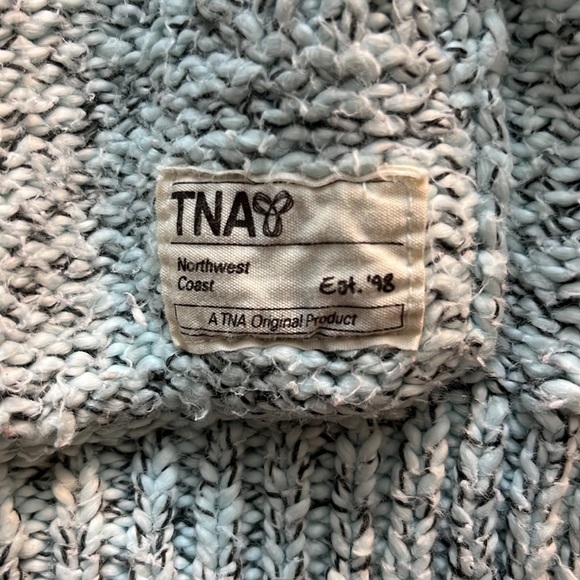 TNA
Northwest
Coast Est. '98
A TNA Original Product